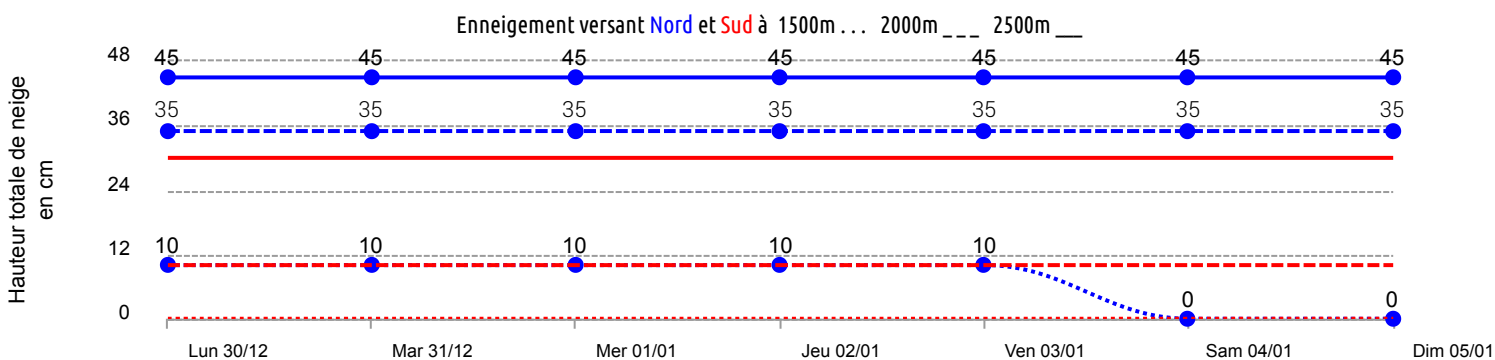 Enneigement versant Nord et Sud à 1500m . . . 2000m _ _ _ 2500m __
Hauteur totale de neige
en cm
48
36
24
12
0
45 45 45 45 45 45 45
35 35 35 35 35 35 35
10 10 10 10 10 0 0
Lun 30/12 Mar 31/12 Mer 01/01 Jeu 02/01 Ven 03/01 Sam 04/01 Dim 05/01